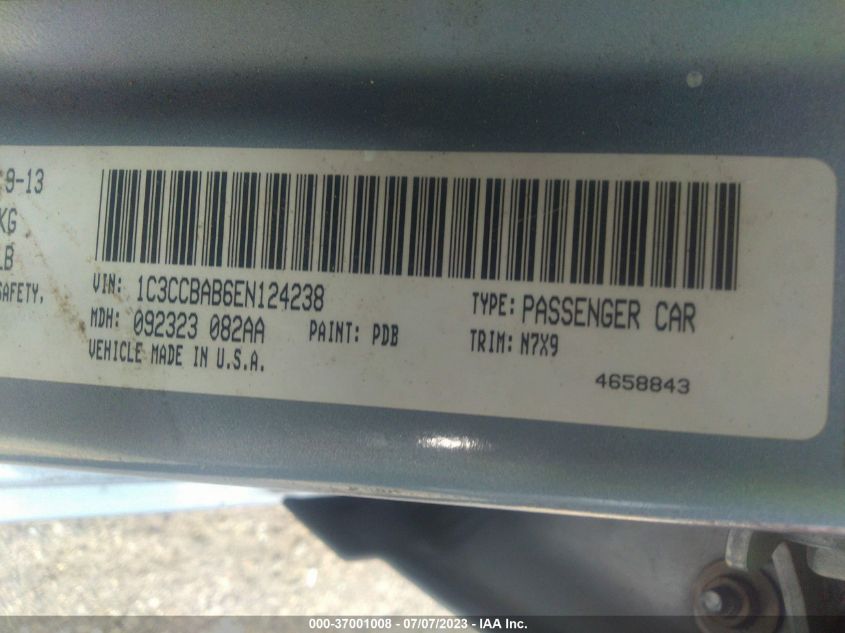 9-13
KG
LB
SAFETY,
VIN: 1C3CCBAB6EN124238
TYPE: PASSENGER CAR
MDH: 092323 082AA PAINT: PDB
TRIM: N7X9
VEHICLE MADE IN U.S.A.
4658843
000-37001008 - 07/07/2023 - IAA Inc.